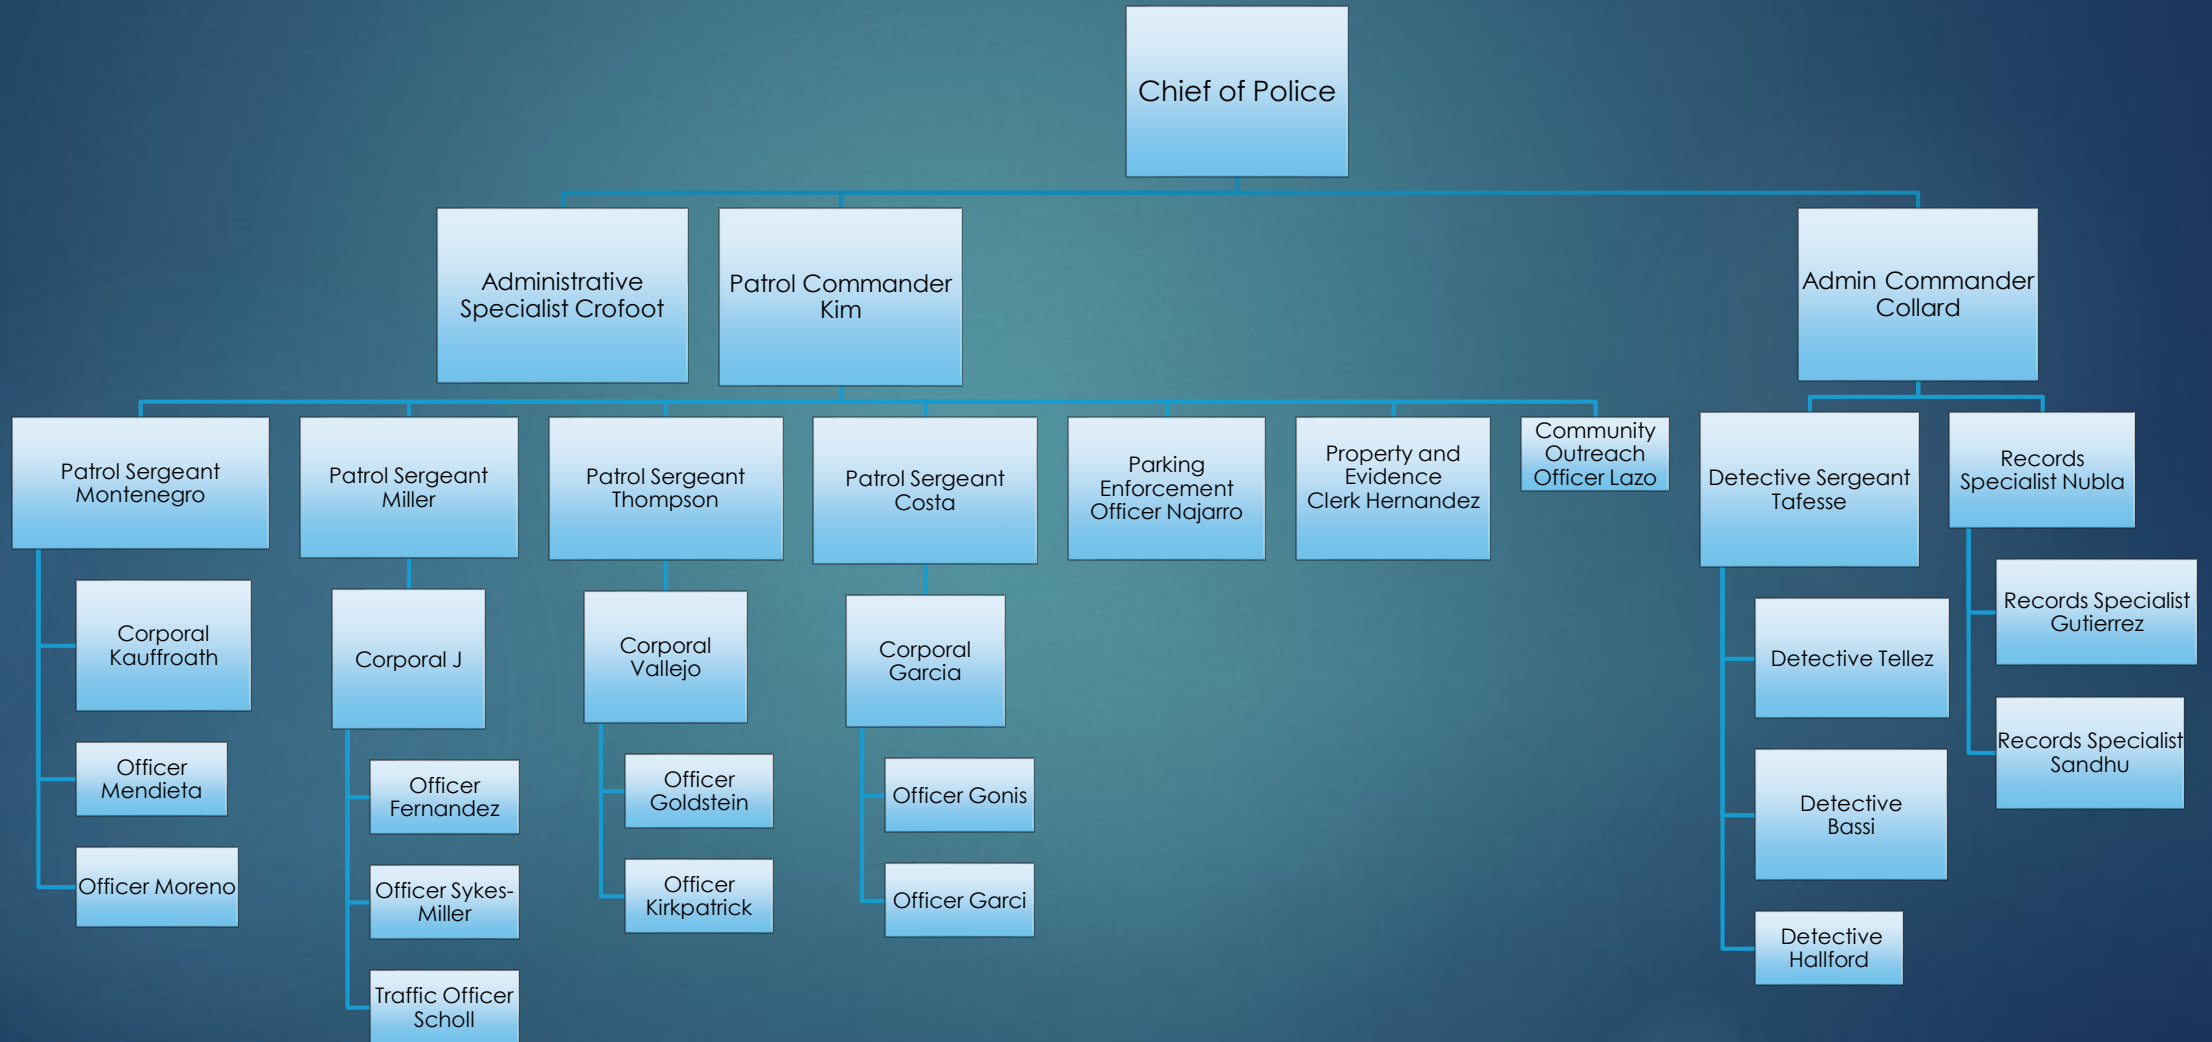 Chief of Police
Administrative
Specialist Crofoot
Patrol Commander
Kim
Admin Commander
Collard
Patrol Sergeant
Montenegro
Patrol Sergeant
Miller
Patrol Sergeant
Thompson
Patrol Sergeant
Costa
Parking
Enforcement
Officer Najarro
Property and
Evidence
Clerk Hernandez
Community
Outreach
Officer Lazo
Detective Sergeant
Tafesse
Records
Specialist Nubla
Corporal
Kauffroath
Officer
Mendieta
Officer Moreno
Corporal J
Officer
Fernandez
Officer Sykes-
Miller
Traffic Officer
Scholl
Corporal
Vallejo
Officer
Goldstein
Officer
Kirkpatrick
Corporal
Garcia
Officer Gonis
Officer Garci
Detective Tellez
Detective
Bassi
Detective
Hallford
Records Specialist
Gutierrez
Records Specialist
Sandhu